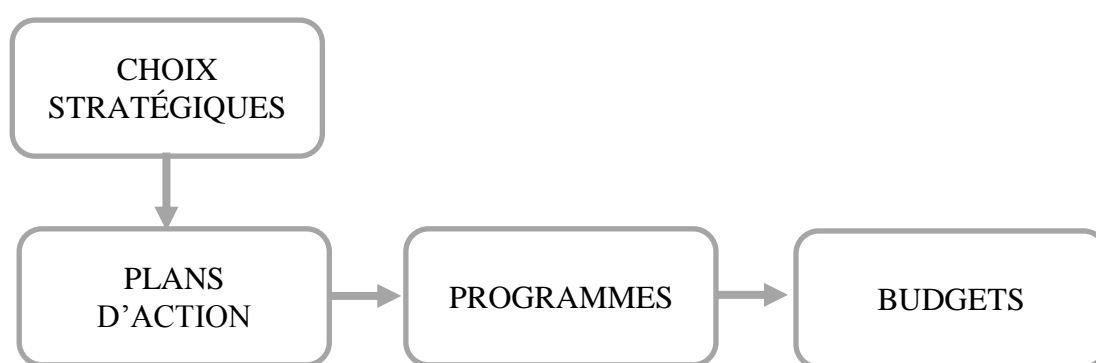 CHOIX
STRATÉGIQUES
PLANS
D’ACTION
PROGRAMMES
BUDGETS